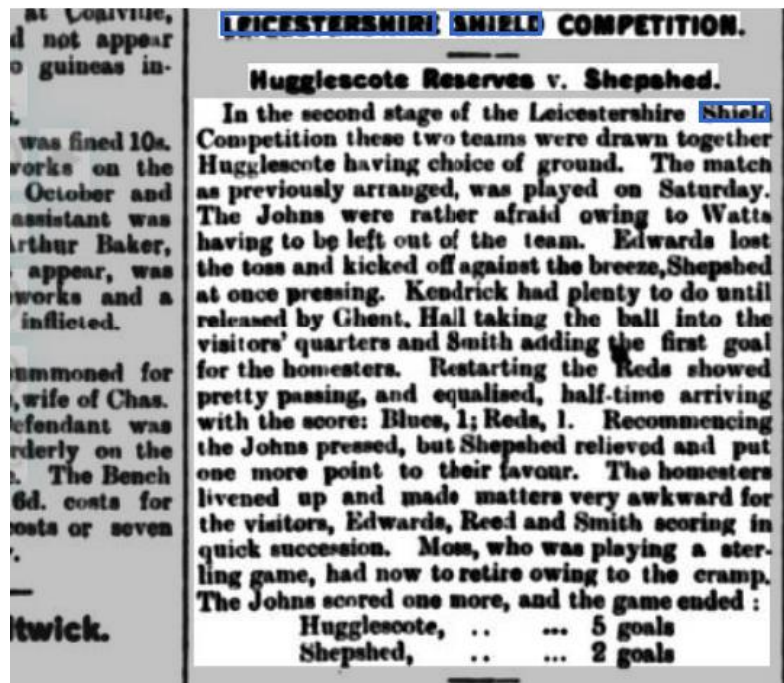 at Coalville,
d not appear
o guineas in-
was fined 10s.
works on the
October and
assistant was
Arthur Baker,
appear, was
works and a
inflicted.
summoned for
, wife of Chas.
efendant was
rderly on the
. The Bench
6d. costs for
costs or seven
twick.
LEICESTERSHIRE SHIELD COMPETITION.
Hugglescote Reserves v. Shepshed.
In the second stage of the Leicestershire Shield
Competition these two teams were drawn together
Hugglescote having choice of ground. The match
as previously arranged, was played on Saturday.
The Johns were rather afraid owing to Watts
having to be left out of the team. Edwards lost
the toss and kicked off against the breeze, Shepshed
at once pressing. Kendrick had plenty to do until
released by Ghent. Hall taking the ball into the
visitors' quarters and Smith adding the first goal
for the homesters. Restarting the Reds showed
pretty passing, and equalised, half-time arriving
with the score: Blues, 1; Reds, 1. Recommencing
the Johns pressed, but Shepshed relieved and put
one more point to their favour. The homesters
livened up and made matters very awkward for
the visitors, Edwards, Reed and Smith scoring in
quick succession. Moss, who was playing a ster-
ling game, had now to retire owing to the cramp.
The Johns scored one more, and the game ended :
Hugglescote, .. ... 5 goals
Shepshed, .. ... 2 goals